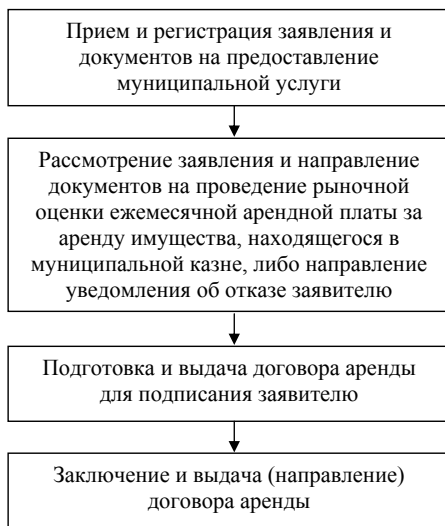 Прием и регистрация заявления и
документов на предоставление
муниципальной услуги
Рассмотрение заявления и направление
документов на проведение рыночной
оценки ежемесячной арендной платы за
аренду имущества, находящегося в
муниципальной казне, либо направление
уведомления об отказе заявителю
Подготовка и выдача договора аренды
для подписания заявителю
Заключение и выдача (направление)
договора аренды